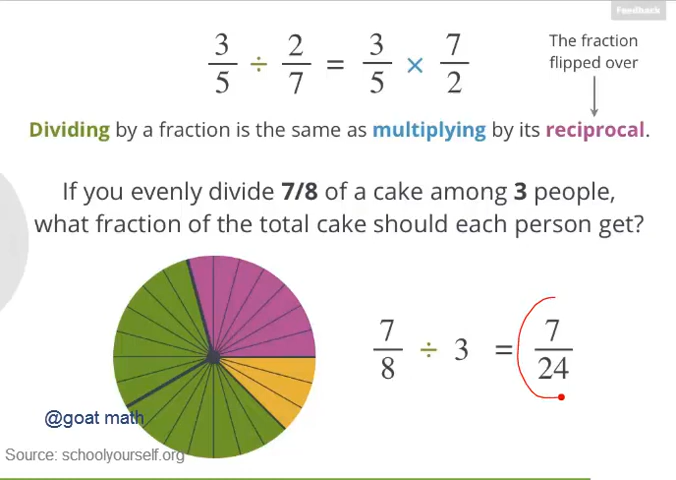 Feedback
3/5 ÷ 2/7 = 3/5 × 7/2
The fraction
flipped over
Dividing by a fraction is the same as multiplying by its reciprocal.
If you evenly divide 7/8 of a cake among 3 people,
what fraction of the total cake should each person get?
7/8 ÷ 3 = 7/24
@goat math
Source: schoolyourself.org